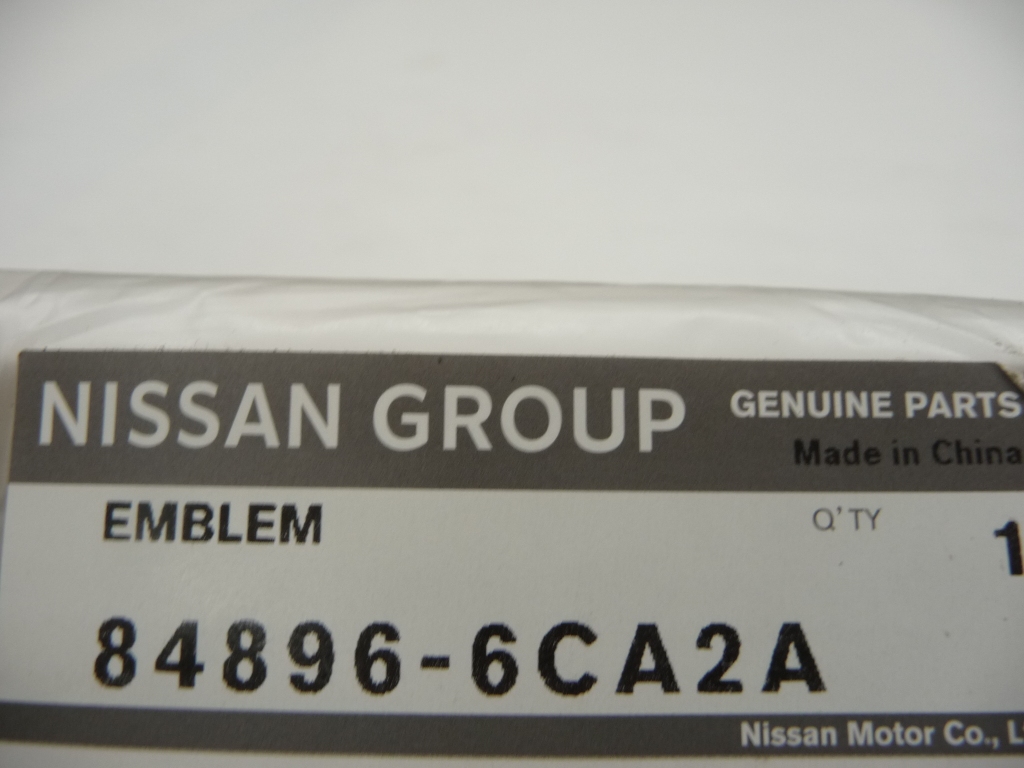 NISSAN GROUP GENUINE PARTS
Made in China
EMBLEM Q'TY 1
84896-6CA2A
Nissan Motor Co., L